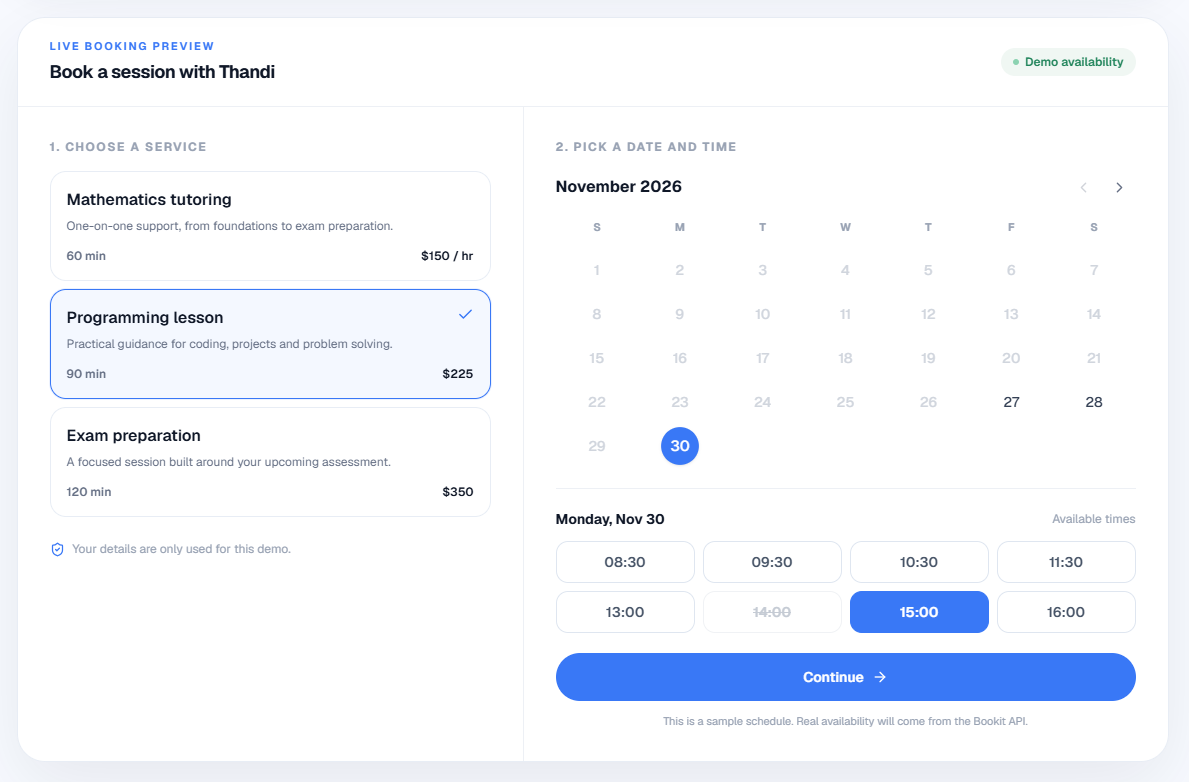 LIVE BOOKING PREVIEW
Book a session with Thandi
Demo availability
1. CHOOSE A SERVICE
Mathematics tutoring
One-on-one support, from foundations to exam preparation.
60 min $150 / hr
Programming lesson
Practical guidance for coding, projects and problem solving.
90 min $225
Exam preparation
A focused session built around your upcoming assessment.
120 min $350
Your details are only used for this demo.
2. PICK A DATE AND TIME
November 2026
S M T W T F S
1 2 3 4 5 6 7
8 9 10 11 12 13 14
15 16 17 18 19 20 21
22 23 24 25 26 27 28
29 30
Monday, Nov 30 Available times
08:30 09:30 10:30 11:30
13:00 14:00 15:00 16:00
Continue
This is a sample schedule. Real availability will come from the Bookit API.